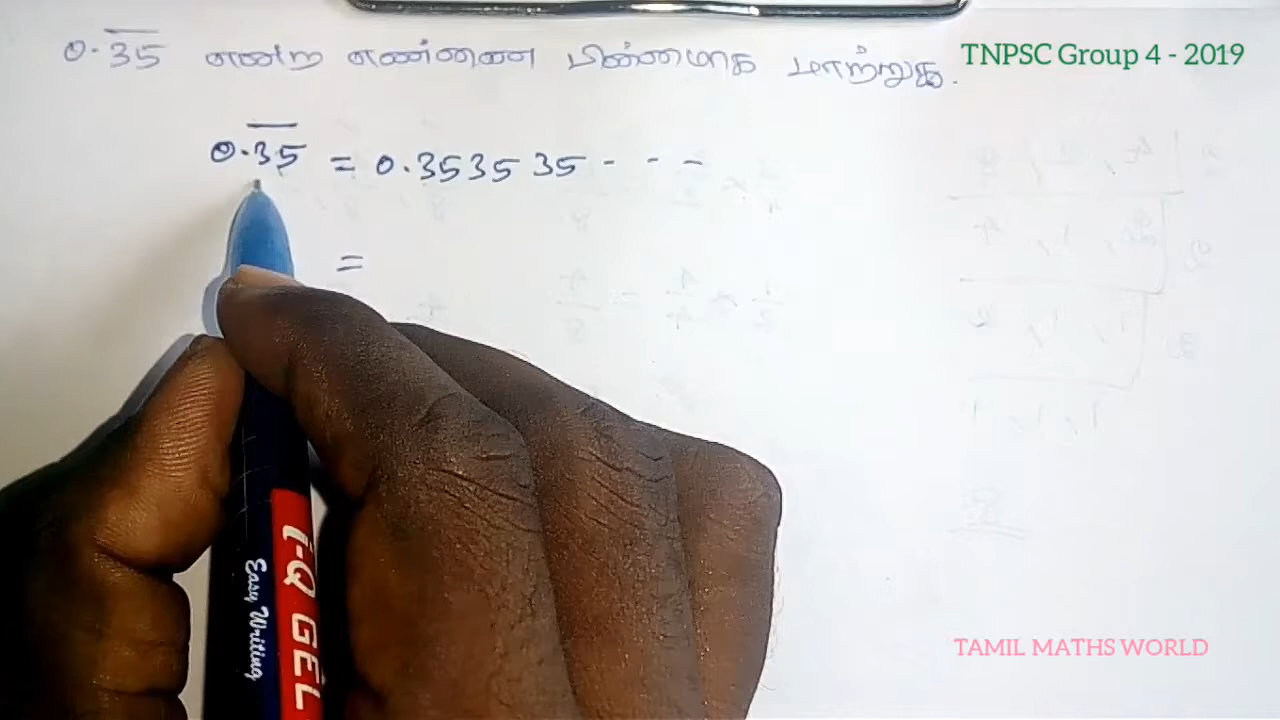 0.3̅5̅ என்ற எண்ணை பின்னமாக மாற்றுக.
TNPSC Group 4 - 2019
0.3̅5̅ = 0.353535 - - -
=
i-Q GEL
Easy Writing
TAMIL MATHS WORLD